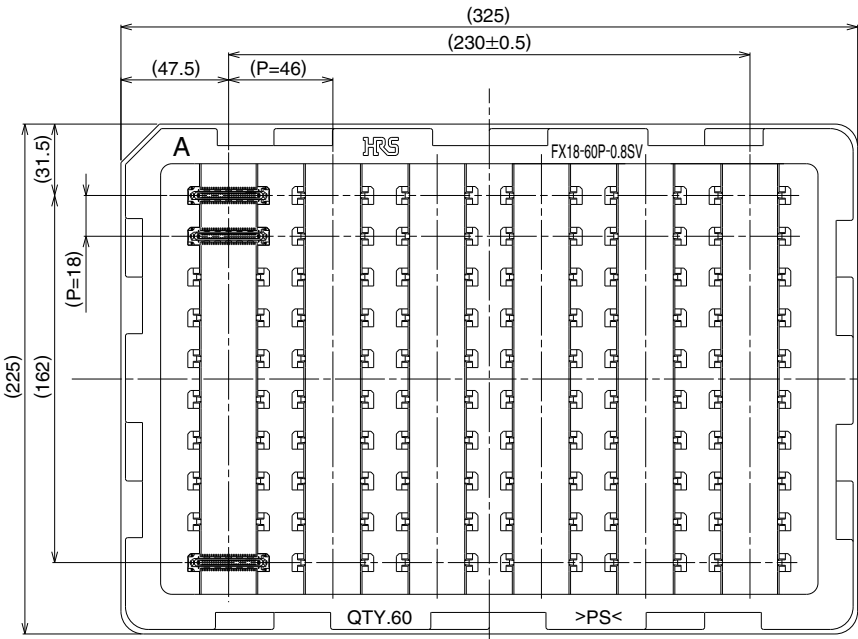 (325)
(230±0.5)
(47.5)
(P=46)
(31.5)
A
HRS
FX18-60P-0.8SV
(P=18)
(225)
(162)
QTY.60
>PS<